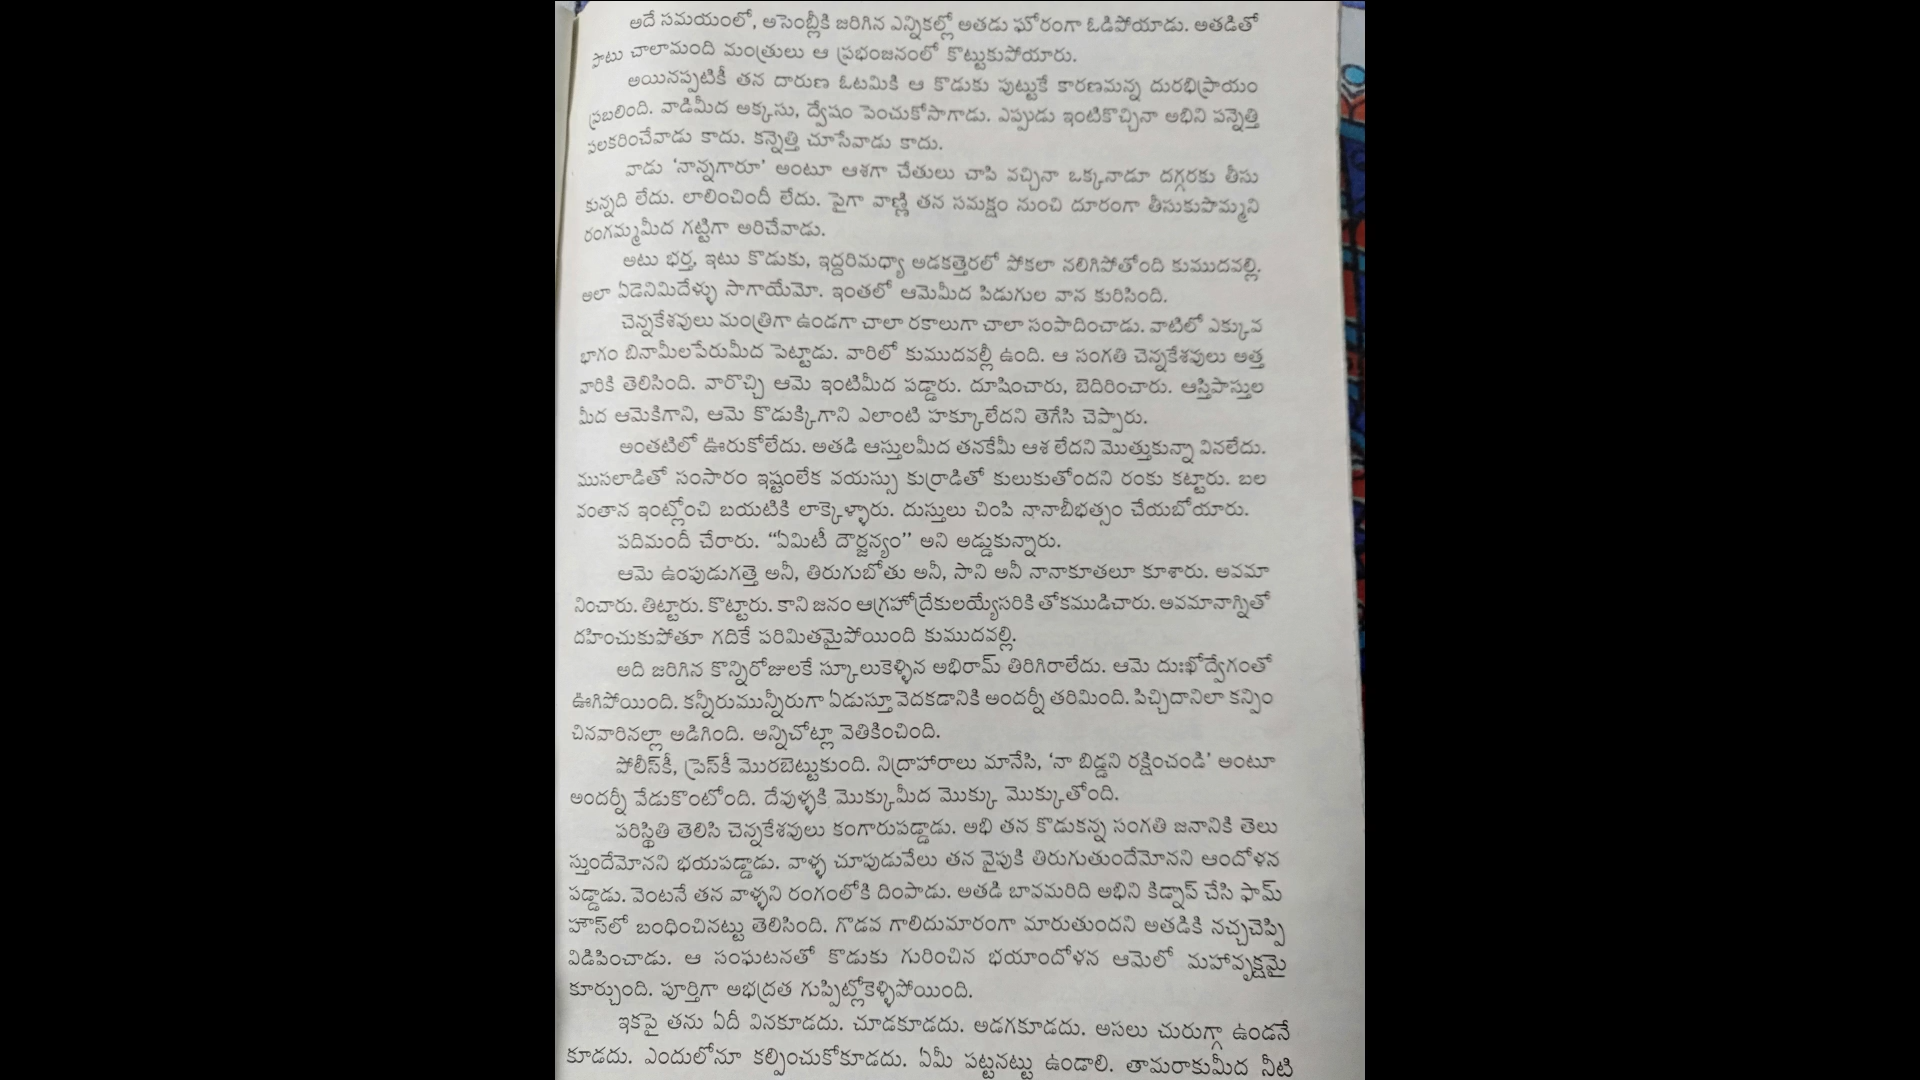 అదే సమయంలో, అసెంబ్లీకి జరిగిన ఎన్నికల్లో అతడు ఘోరంగా ఓడిపోయాడు. అతడితో
పాటు చాలామంది మంత్రులు ఆ ప్రభంజనంలో కొట్టుకుపోయారు.
అయినప్పటికీ తన దారుణ ఓటమికి ఆ కొడుకు పుట్టుకే కారణమన్న దురభిప్రాయం
ప్రబలింది. వాడిమీద అక్కసు, ద్వేషం పెంచుకోసాగాడు. ఎప్పుడు ఇంటికొచ్చినా అభిని పన్నెత్తి
పలకరించేవాడు కాదు. కన్నెత్తి చూసేవాడు కాదు.
వాడు ‘నాన్నగారూ’ అంటూ ఆశగా చేతులు చాపి వచ్చినా ఒక్కనాడూ దగ్గరకు తీసు
కున్నది లేదు. లాలించిందీ లేదు. పైగా వాణ్ణి తన సమక్షం నుంచి దూరంగా తీసుకుపొమ్మని
రంగమ్మమీద గట్టిగా అరిచేవాడు.
అటు భర్త, ఇటు కొడుకు, ఇద్దరిమధ్యా అడకత్తెరలో పోకలా నలిగిపోతోంది కుముదవల్లి.
అలా ఏడెనిమిదేళ్ళు సాగాయేమో. ఇంతలో ఆమెమీద పిడుగుల వాన కురిసింది.
చెన్నకేశవులు మంత్రిగా ఉండగా చాలా రకాలుగా చాలా సంపాదించాడు. వాటిలో ఎక్కువ
భాగం బినామీలపేరుమీద పెట్టాడు. వారిలో కుముదవల్లీ ఉంది. ఆ సంగతి చెన్నకేశవులు అత్త
వారికి తెలిసింది. వారొచ్చి ఆమె ఇంటిమీద పడ్డారు. దూషించారు, బెదిరించారు. ఆస్తిపాస్తుల
మీద ఆమెకిగాని, ఆమె కొడుక్కిగాని ఎలాంటి హక్కూలేదని తెగేసి చెప్పారు.
అంతటిలో ఊరుకోలేదు. అతడి ఆస్తులమీద తనకేమీ ఆశ లేదని మొత్తుకున్నా వినలేదు.
ముసలాడితో సంసారం ఇష్టంలేక వయస్సు కుర్రాడితో కులుకుతోందని రంకు కట్టారు. బల
వంతాన ఇంట్లోంచి బయటికి లాక్కెళ్ళారు. దుస్తులు చింపి నానాబీభత్సం చేయబోయారు.
పదిమందీ చేరారు. “ఏమిటీ దౌర్జన్యం” అని అడ్డుకున్నారు.
ఆమె ఉంపుడుగత్తె అనీ, తిరుగుబోతు అనీ, సాని అనీ నానాకూతలూ కూశారు. అవమా
నించారు. తిట్టారు. కొట్టారు. కాని జనం ఆగ్రహోద్రేకులయ్యేసరికి తోకముడిచారు. అవమానాగ్నితో
దహించుకుపోతూ గదికే పరిమితమైపోయింది కుముదవల్లి.
అది జరిగిన కొన్నిరోజులకే స్కూలుకెళ్ళిన అభిరామ్ తిరిగిరాలేదు. ఆమె దుఃఖోద్వేగంతో
ఊగిపోయింది. కన్నీరుమున్నీరుగా ఏడుస్తూ వెదకడానికి అందర్నీ తరిమింది. పిచ్చిదానిలా కన్పిం
చినవారినల్లా అడిగింది. అన్నిచోట్లా వెతికించింది.
పోలీస్‌కీ, ప్రెస్‌కీ మొరబెట్టుకుంది. నిద్రాహారాలు మానేసి, ‘నా బిడ్డని రక్షించండి’ అంటూ
అందర్నీ వేడుకొంటోంది. దేవుళ్ళకి మొక్కుమీద మొక్కు మొక్కుతోంది.
పరిస్థితి తెలిసి చెన్నకేశవులు కంగారుపడ్డాడు. అభి తన కొడుకన్న సంగతి జనానికి తెలు
స్తుందేమోనని భయపడ్డాడు. వాళ్ళ చూపుడువేలు తన వైపుకి తిరుగుతుందేమోనని ఆందోళన
పడ్డాడు. వెంటనే తన వాళ్ళని రంగంలోకి దింపాడు. అతడి బావమరిది అభిని కిడ్నాప్ చేసి ఫామ్
హౌస్‌లో బంధించినట్టు తెలిసింది. గొడవ గాలిదుమారంగా మారుతుందని అతడికి నచ్చచెప్పి
విడిపించాడు. ఆ సంఘటనతో కొడుకు గురించిన భయాందోళన ఆమెలో మహావృక్షమై
కూర్చుంది. పూర్తిగా అభద్రత గుప్పిట్లోకెళ్ళిపోయింది.
ఇకపై తను ఏదీ వినకూడదు. చూడకూడదు. అడగకూడదు. అసలు చురుగ్గా ఉండనే
కూడదు. ఎందులోనూ కల్పించుకోకూడదు. ఏమీ పట్టనట్టు ఉండాలి. తామరాకుమీద నీటి